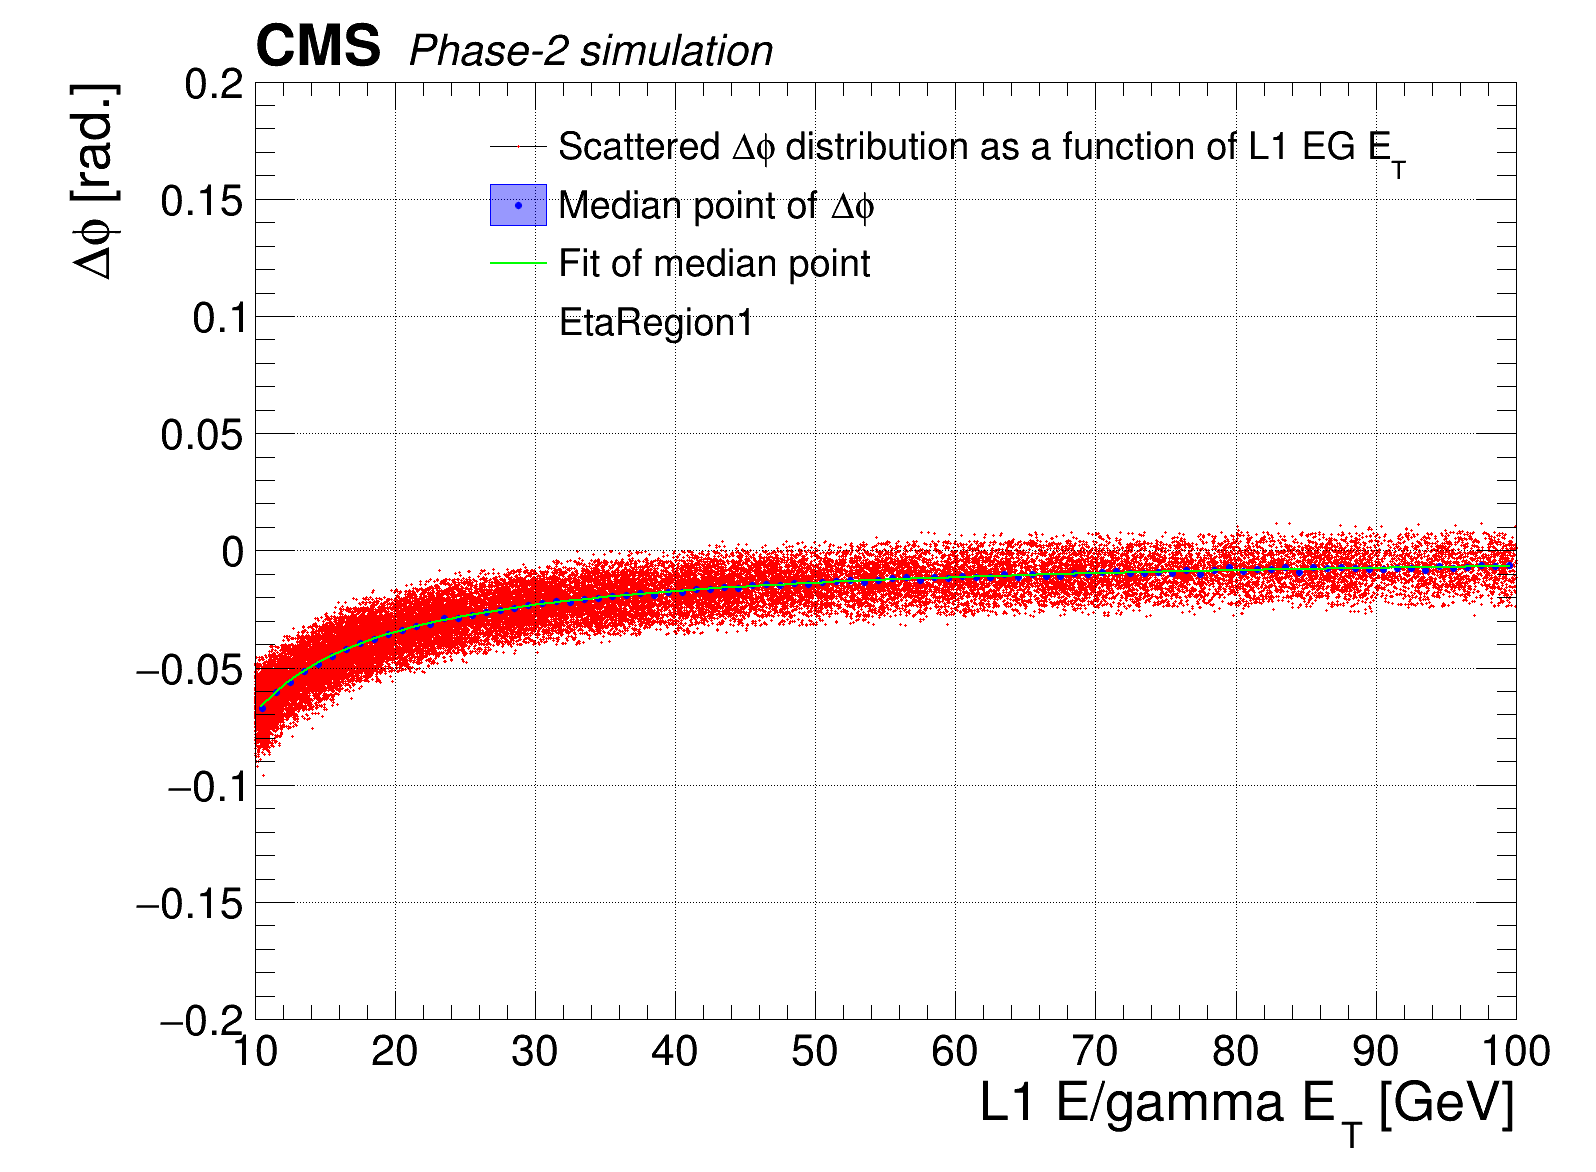 CMS Phase-2 simulation
Δϕ [rad.]
0.2
0.15
0.1
0.05
0
−0.05
−0.1
−0.15
−0.2
Scattered Δϕ distribution as a function of L1 EG E_T
Median point of Δϕ
Fit of median point
EtaRegion1
10 20 30 40 50 60 70 80 90 100
L1 E/gamma E_T [GeV]